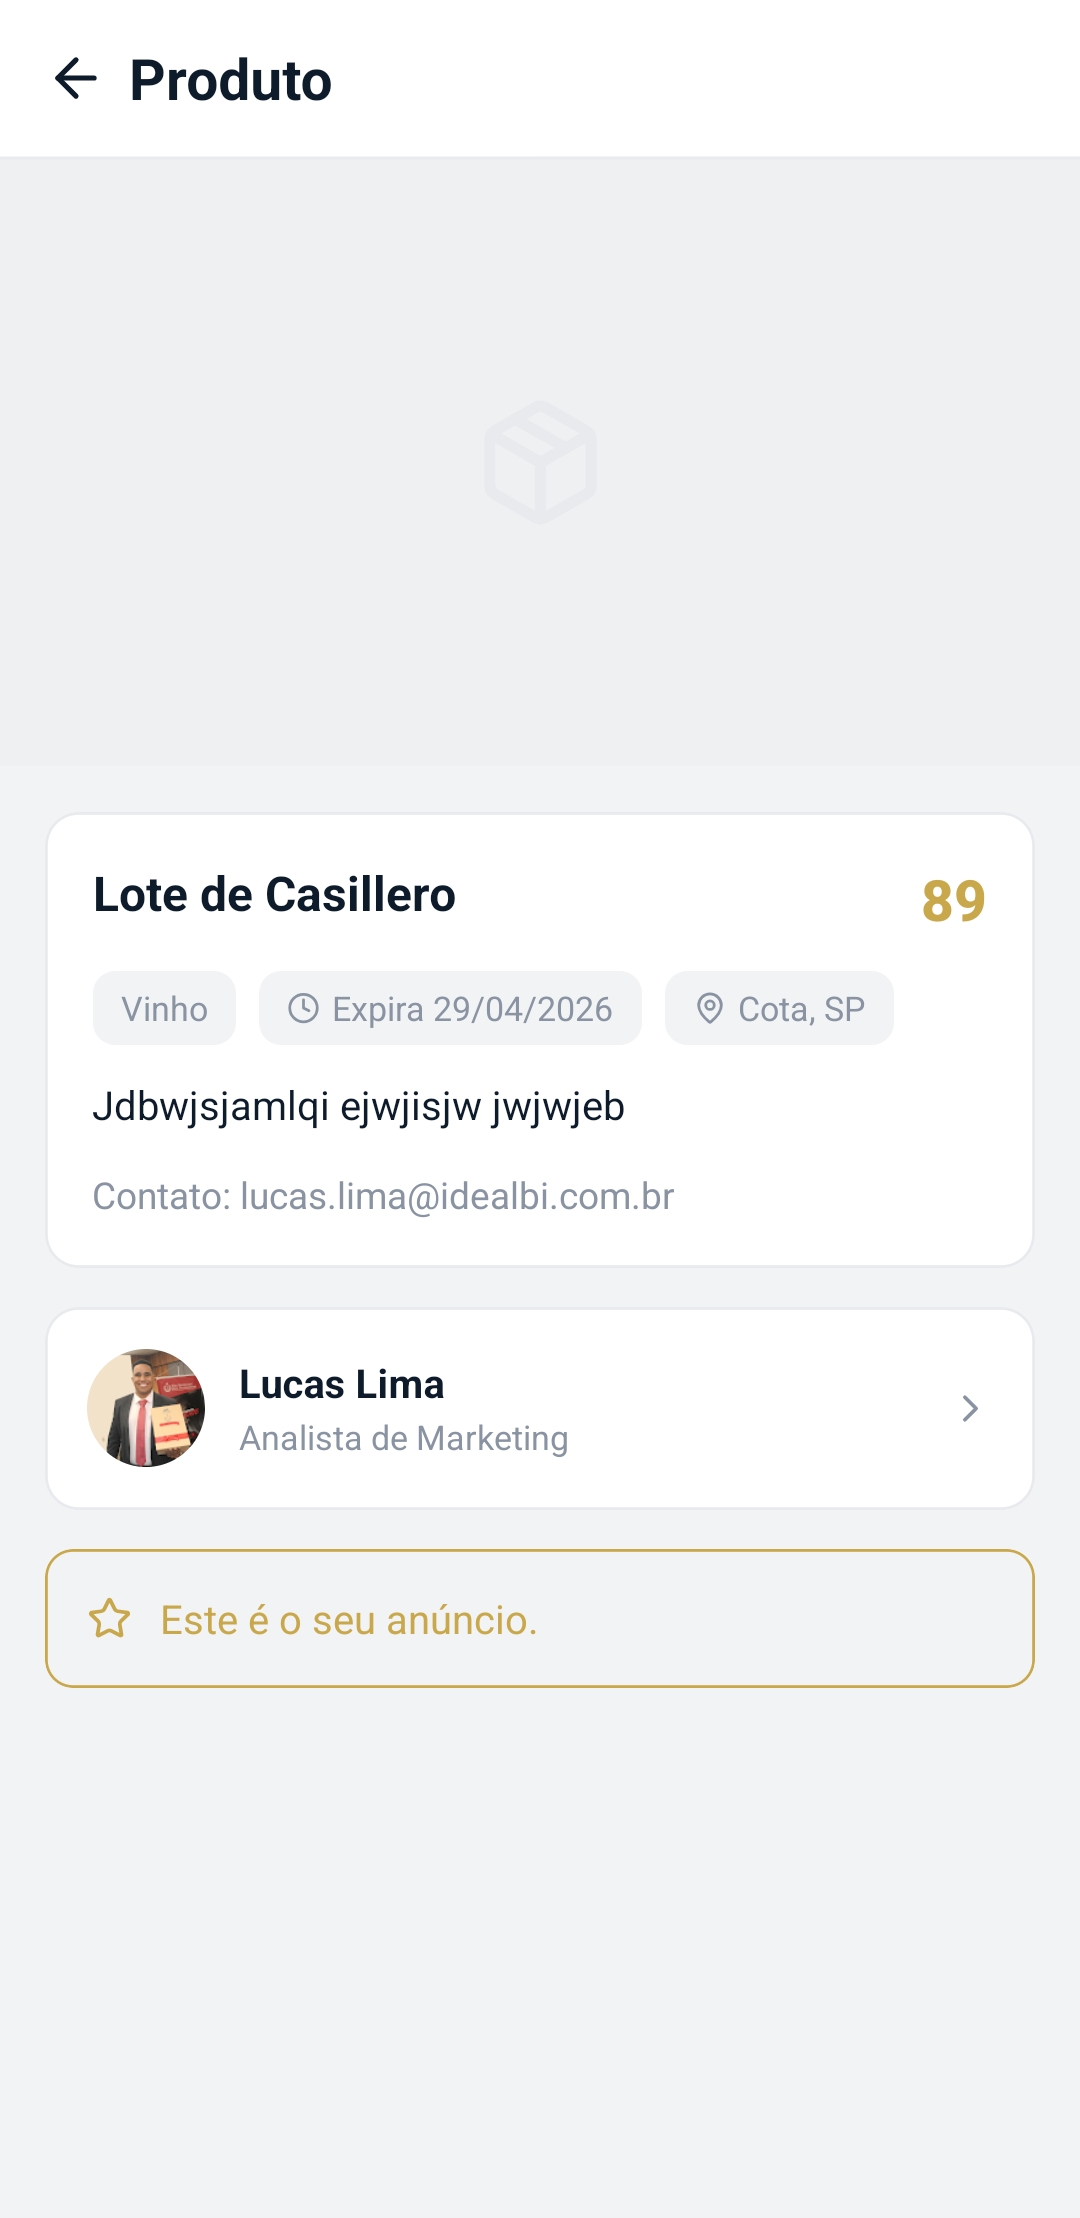 Produto
Lote de Casillero
89
Vinho
Expira 29/04/2026
Cota, SP
Jdbwjsjamlqi ejwjisjw jwjwjeb
Contato: lucas.lima@idealbi.com.br
Lucas Lima
Analista de Marketing
Este é o seu anúncio.